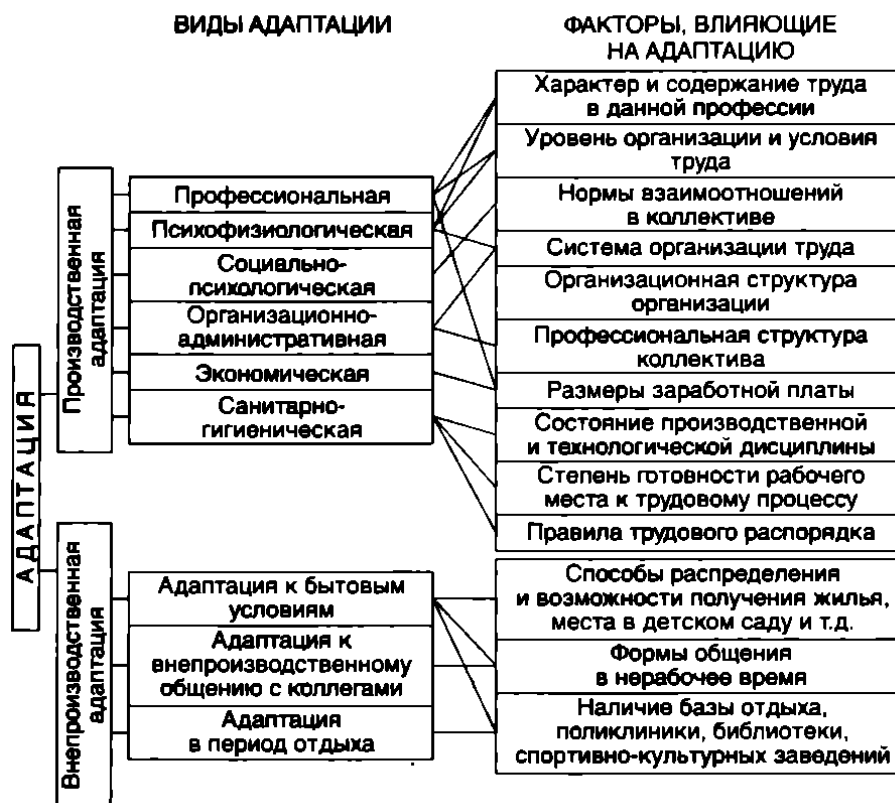 ВИДЫ АДАПТАЦИИ
ФАКТОРЫ, ВЛИЯЮЩИЕ
НА АДАПТАЦИЮ
АДАПТАЦИЯ
Производственная
адаптация
Профессиональная
Психофизиологическая
Социально-
психологическая
Организационно-
административная
Экономическая
Санитарно-
гигиеническая
Характер и содержание труда
в данной профессии
Уровень организации и условия
труда
Нормы взаимоотношений
в коллективе
Система организации труда
Организационная структура
организации
Профессиональная структура
коллектива
Размеры заработной платы
Состояние производственной
и технологической дисциплины
Степень готовности рабочего
места к трудовому процессу
Правила трудового распорядка
Внепроизводственная
адаптация
Адаптация к бытовым
условиям
Адаптация к
внепроизводственному
общению с коллегами
Адаптация
в период отдыха
Способы распределения
и возможности получения жилья,
места в детском саду и т.д.
Формы общения
в нерабочее время
Наличие базы отдыха,
поликлиники, библиотеки,
спортивно-культурных заведений